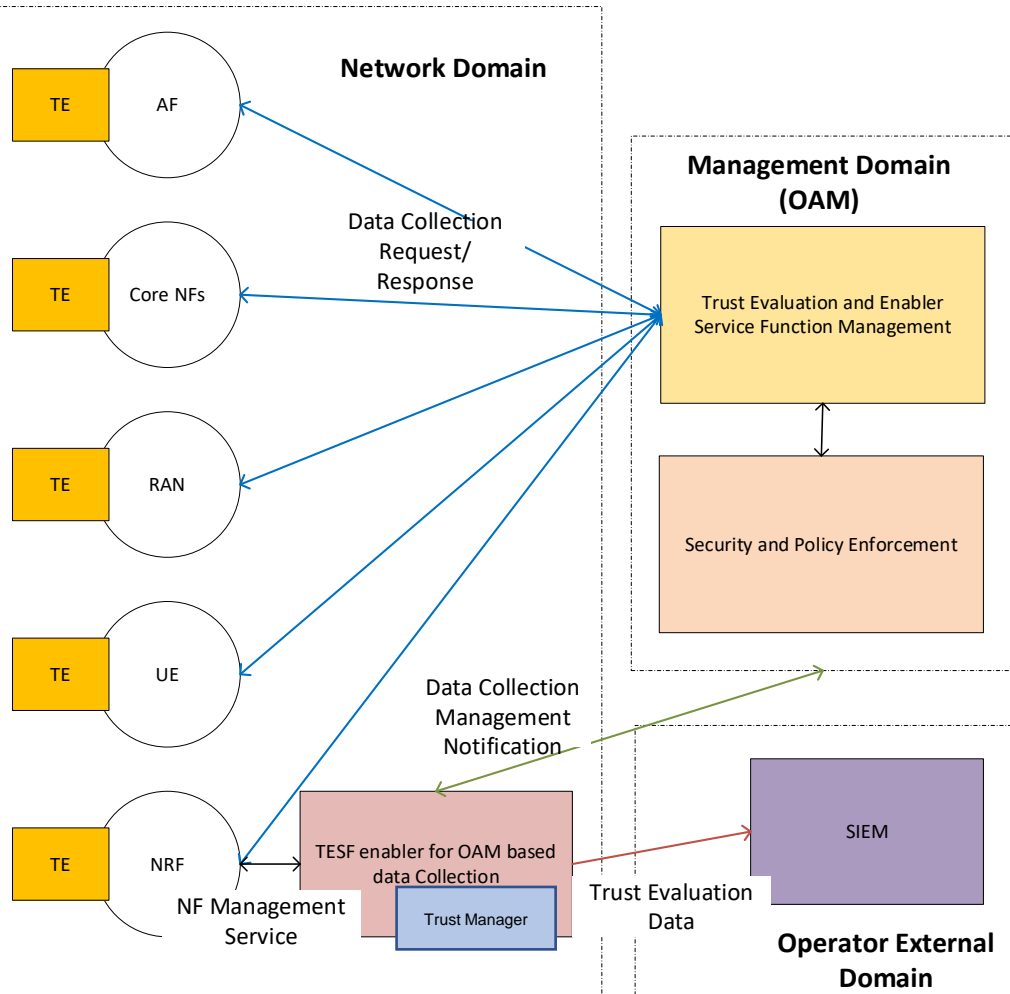 Network Domain
TE
AF
Management Domain
(OAM)
Data Collection
Request/
Response
TE
Core NFs
Trust Evaluation and Enabler
Service Function Management
TE
RAN
Security and Policy Enforcement
TE
UE
Data Collection
Management
Notification
TE
NRF
TESF enabler for OAM based
data Collection
Trust Manager
SIEM
NF Management
Service
Trust Evaluation
Data
Operator External
Domain